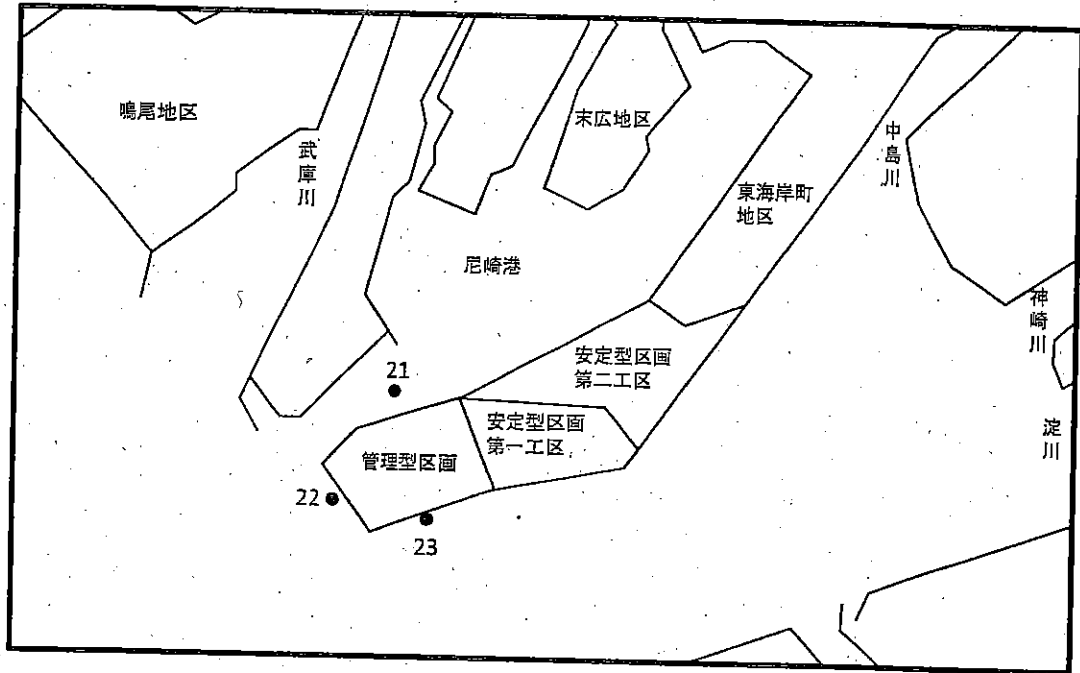 鳴尾地区
武庫川
末広地区
中島川
東海岸町
地区
尼崎港
神崎川
安定型区画
第二工区
21
安定型区画
第一工区
淀川
管理型区画
22
23